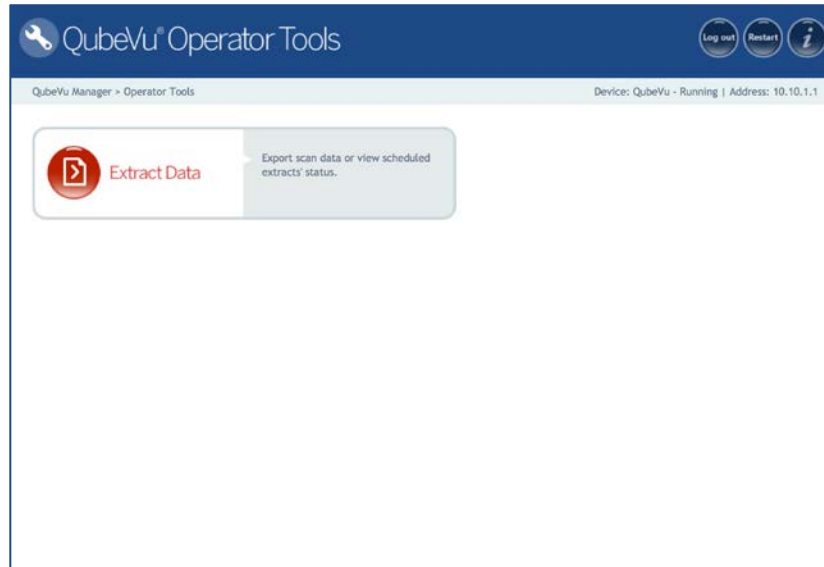 QubeVu® Operator Tools
Log out
Restart
i
QubeVu Manager > Operator Tools
Device: QubeVu - Running | Address: 10.10.1.1
Extract Data
Export scan data or view scheduled
extracts' status.